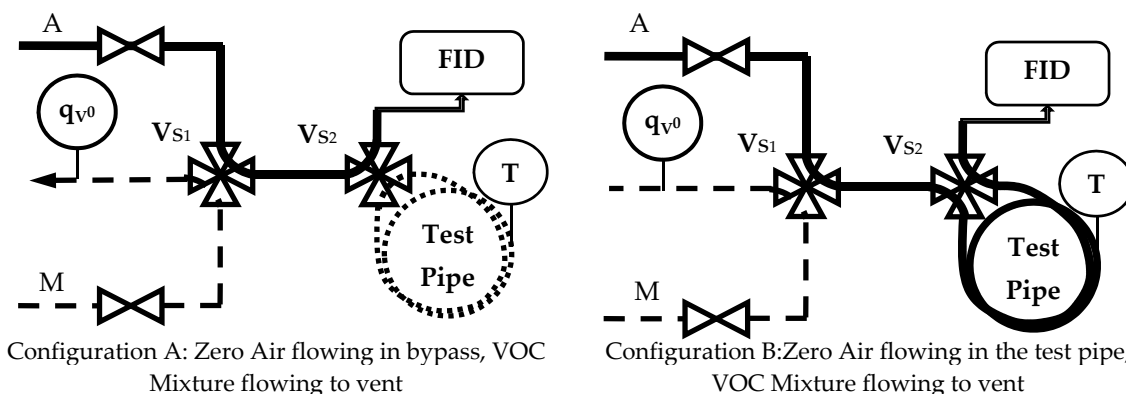 A
FID
qv0
VS1
VS2
T
Test
Pipe
M
Configuration A: Zero Air flowing in bypass, VOC
Mixture flowing to vent
A
FID
qv0
VS1
VS2
T
Test
Pipe
M
Configuration B:Zero Air flowing in the test pipe,
VOC Mixture flowing to vent